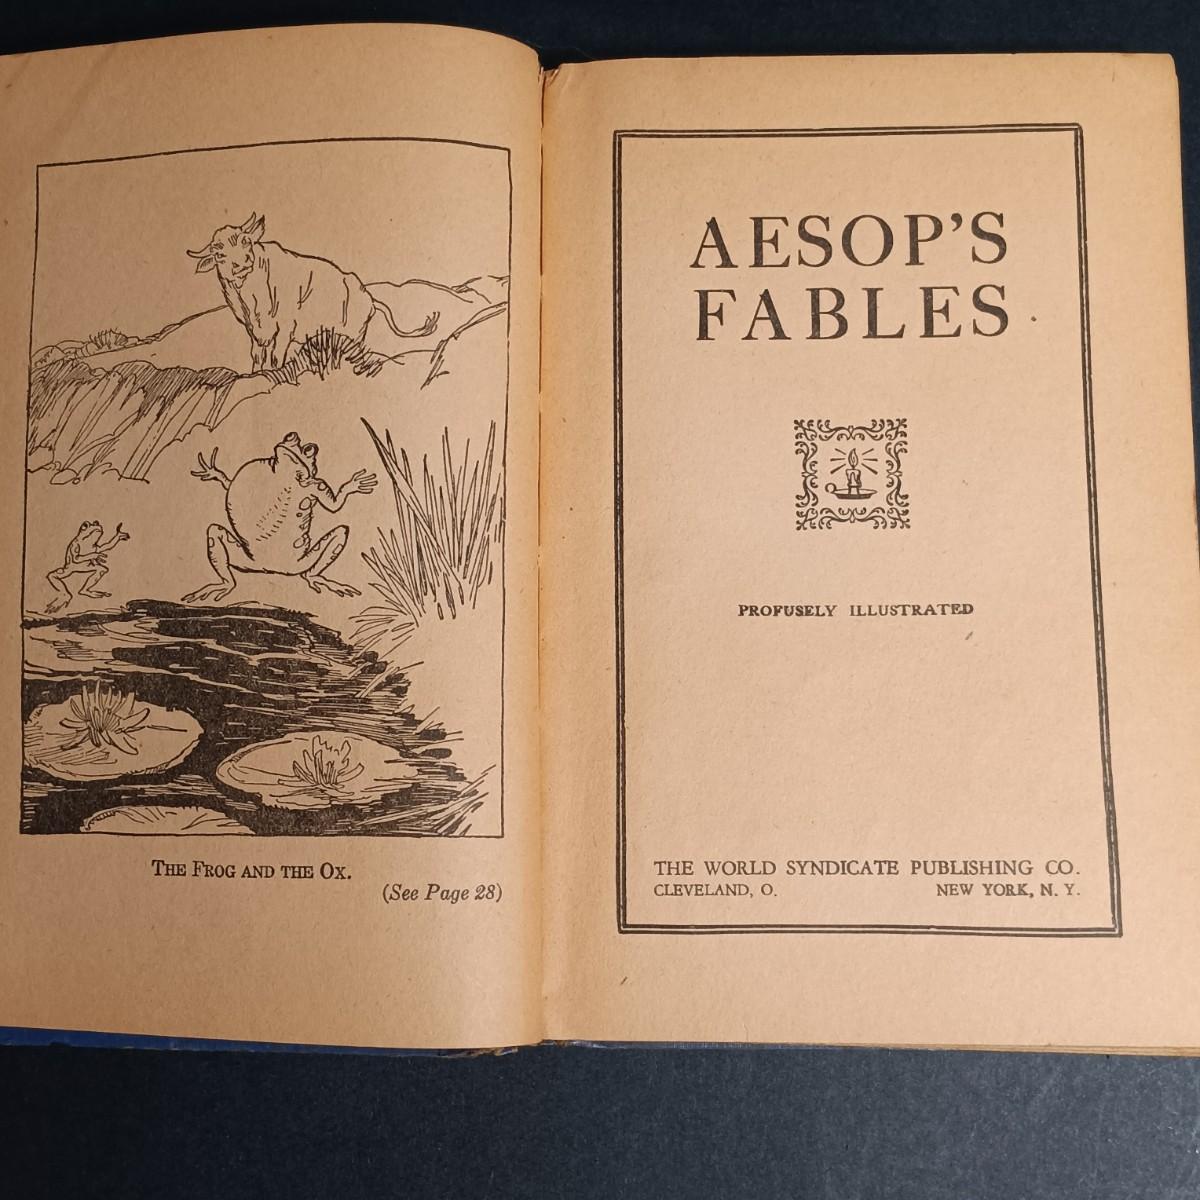 THE FROG AND THE OX.
(See Page 28)
AESOP'S
FABLES
PROFUSELY ILLUSTRATED
THE WORLD SYNDICATE PUBLISHING CO.
CLEVELAND, O. NEW YORK, N. Y.